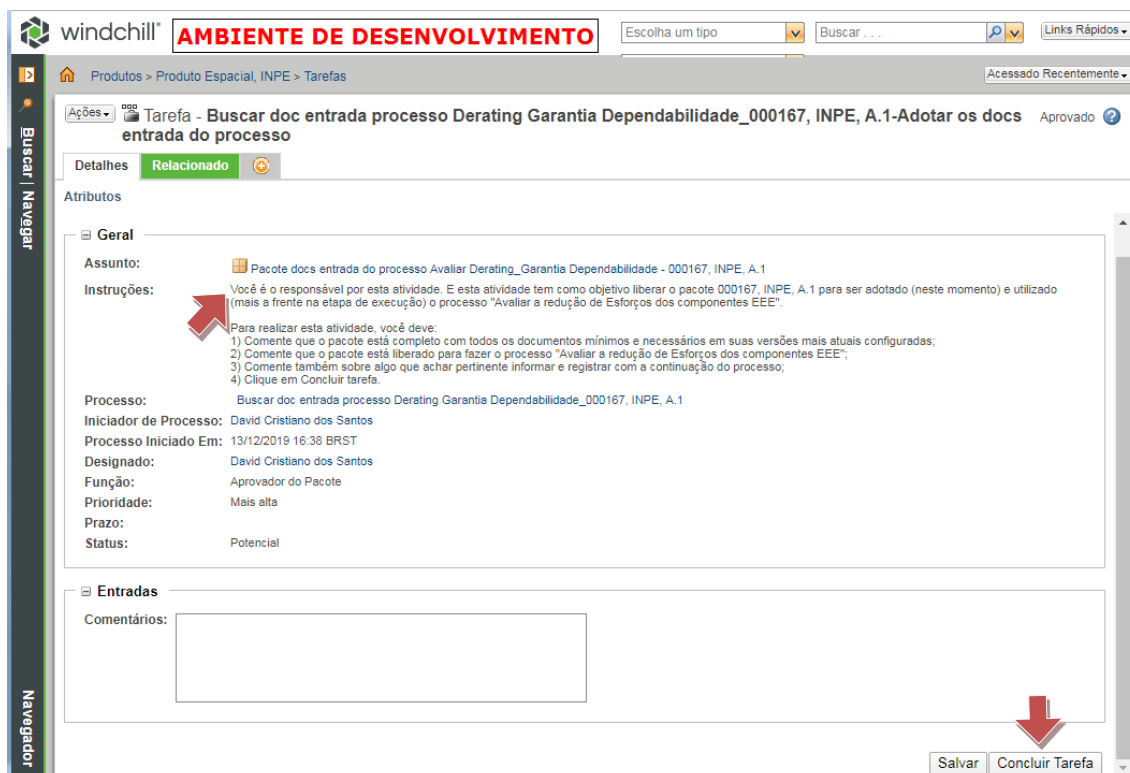 windchill®
AMBIENTE DE DESENVOLVIMENTO
Escolha um tipo
Buscar . . .
Links Rápidos
Produtos > Produto Espacial, INPE > Tarefas
Acessado Recentemente
Buscar | Navegar
Navegador
Ações
Tarefa - Buscar doc entrada processo Derating Garantia Dependabilidade_000167, INPE, A.1-Adotar os docs
entrada do processo
Aprovado
Detalhes
Relacionado
Atributos
Geral
Assunto: Pacote docs entrada do processo Avaliar Derating_Garantia Dependabilidade - 000167, INPE, A.1
Instruções: Você é o responsável por esta atividade. E esta atividade tem como objetivo liberar o pacote 000167, INPE, A.1 para ser adotado (neste momento) e utilizado
(mais a frente na etapa de execução) o processo "Avaliar a redução de Esforços dos componentes EEE".
Para realizar esta atividade, você deve:
1) Comente que o pacote está completo com todos os documentos mínimos e necessários em suas versões mais atuais configuradas;
2) Comente que o pacote está liberado para fazer o processo "Avaliar a redução de Esforços dos componentes EEE";
3) Comente também sobre algo que achar pertinente informar e registrar com a continuação do processo;
4) Clique em Concluir tarefa.
Processo: Buscar doc entrada processo Derating Garantia Dependabilidade_000167, INPE, A.1
Iniciador de Processo: David Cristiano dos Santos
Processo Iniciado Em: 13/12/2019 16:38 BRST
Designado: David Cristiano dos Santos
Função: Aprovador do Pacote
Prioridade: Mais alta
Prazo:
Status: Potencial
Entradas
Comentários:
Salvar
Concluir Tarefa